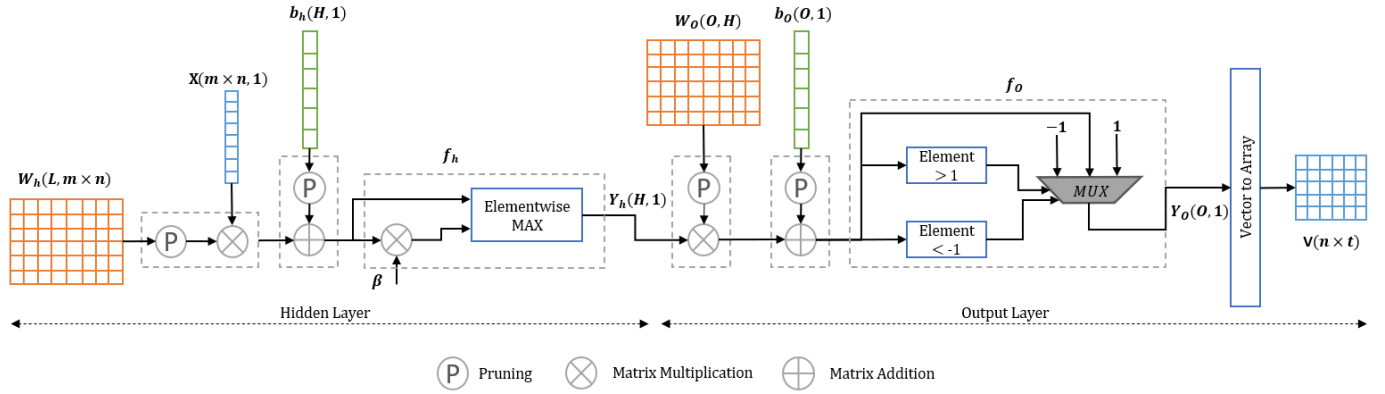 b_h(H, 1)
W_O(O, H)
b_O(O, 1)
X(m × n, 1)
f_O
−1
1
f_h
Element
> 1
P
P
P
MUX
W_h(L, m × n)
Elementwise
MAX
Y_h(H, 1)
Y_O(O, 1)
Vector to Array
P
Element
< -1
V(n × t)
β
Hidden Layer
Output Layer
P Pruning
Matrix Multiplication
Matrix Addition